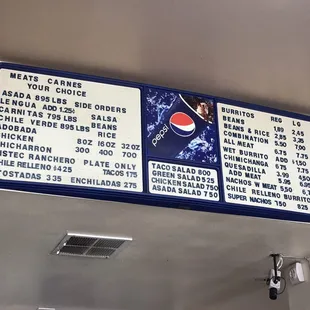 MEATS CARNES
YOUR CHOICE
ASADA 895 LBS SIDE ORDERS
LENGUA ADD 1.25½
CARNITAS 795 LBS SALSA
CHILE VERDE 895 LBS BEANS
ADOBADA RICE
CHICKEN 8OZ 16OZ 32OZ
CHICHARRON 300 400 700
BISTEC RANCHERO PLATE ONLY
CHILE RELLENO 425 TACOS 175
TOSTADAS 335 ENCHILADAS 275
pepsi
TACO SALAD 800
GREEN SALAD 525
CHICKEN SALAD 750
ASADA SALAD 750
BURRITOS REG LG
BEANS
BEANS & RICE
COMBINATION
ALL MEAT
WET BURRITO
CHIMICHANGA
QUESADILLA
ADD MEAT
NACHOS W MEAT
CHILE RELLENO BURRITO
SUPER NACHOS